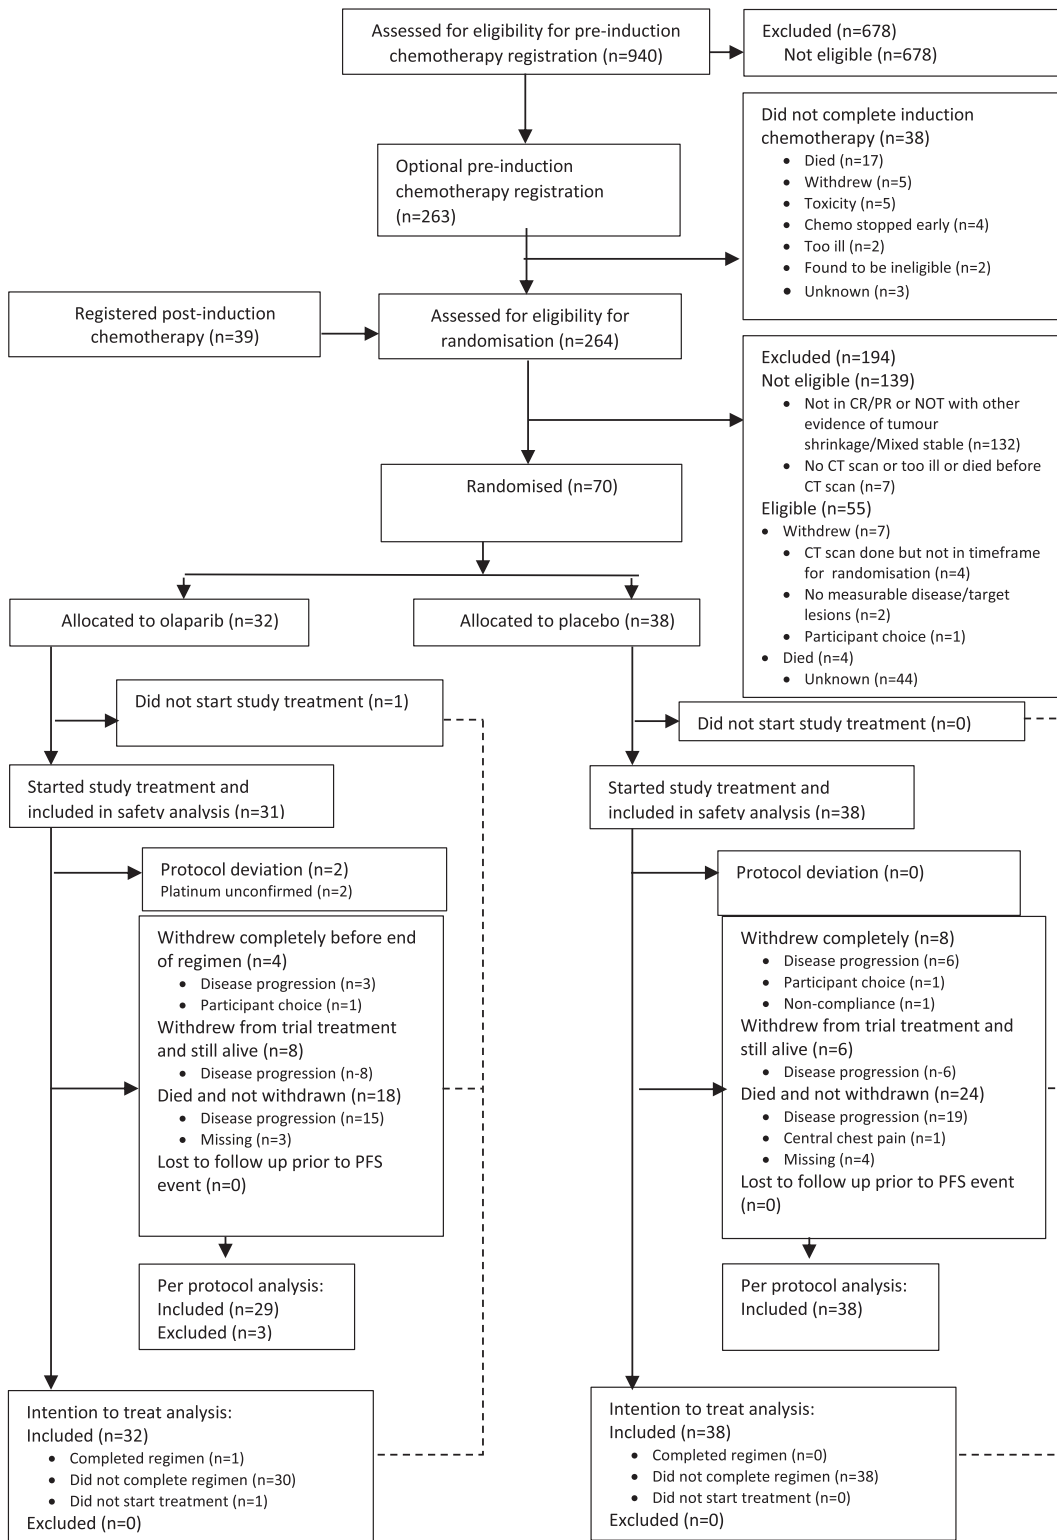 Assessed for eligibility for pre-induction
chemotherapy registration (n=940)
Excluded (n=678)
Not eligible (n=678)
Did not complete induction
chemotherapy (n=38)
• Died (n=17)
• Withdrew (n=5)
• Toxicity (n=5)
• Chemo stopped early (n=4)
• Too ill (n=2)
• Found to be ineligible (n=2)
• Unknown (n=3)
Optional pre-induction
chemotherapy registration
(n=263)
Registered post-induction
chemotherapy (n=39)
Assessed for eligibility for
randomisation (n=264)
Excluded (n=194)
Not eligible (n=139)
• Not in CR/PR or NOT with other
evidence of tumour
shrinkage/Mixed stable (n=132)
• No CT scan or too ill or died before
CT scan (n=7)
Eligible (n=55)
• Withdrew (n=7)
• CT scan done but not in timeframe
for randomisation (n=4)
• No measurable disease/target
lesions (n=2)
• Participant choice (n=1)
• Died (n=4)
• Unknown (n=44)
Randomised (n=70)
Allocated to olaparib (n=32)
Allocated to placebo (n=38)
Did not start study treatment (n=1)
Did not start study treatment (n=0)
Started study treatment and
included in safety analysis (n=31)
Started study treatment and
included in safety analysis (n=38)
Protocol deviation (n=2)
Platinum unconfirmed (n=2)
Protocol deviation (n=0)
Withdrew completely before end
of regimen (n=4)
• Disease progression (n=3)
• Participant choice (n=1)
Withdrew from trial treatment
and still alive (n=8)
• Disease progression (n-8)
Died and not withdrawn (n=18)
• Disease progression (n=15)
• Missing (n=3)
Lost to follow up prior to PFS
event (n=0)
Withdrew completely (n=8)
• Disease progression (n=6)
• Participant choice (n=1)
• Non-compliance (n=1)
Withdrew from trial treatment and
still alive (n=6)
• Disease progression (n-6)
Died and not withdrawn (n=24)
• Disease progression (n=19)
• Central chest pain (n=1)
• Missing (n=4)
Lost to follow up prior to PFS event
(n=0)
Per protocol analysis:
Included (n=29)
Excluded (n=3)
Per protocol analysis:
Included (n=38)
Intention to treat analysis:
Included (n=32)
• Completed regimen (n=1)
• Did not complete regimen (n=30)
• Did not start treatment (n=1)
Excluded (n=0)
Intention to treat analysis:
Included (n=38)
• Completed regimen (n=0)
• Did not complete regimen (n=38)
• Did not start treatment (n=0)
Excluded (n=0)